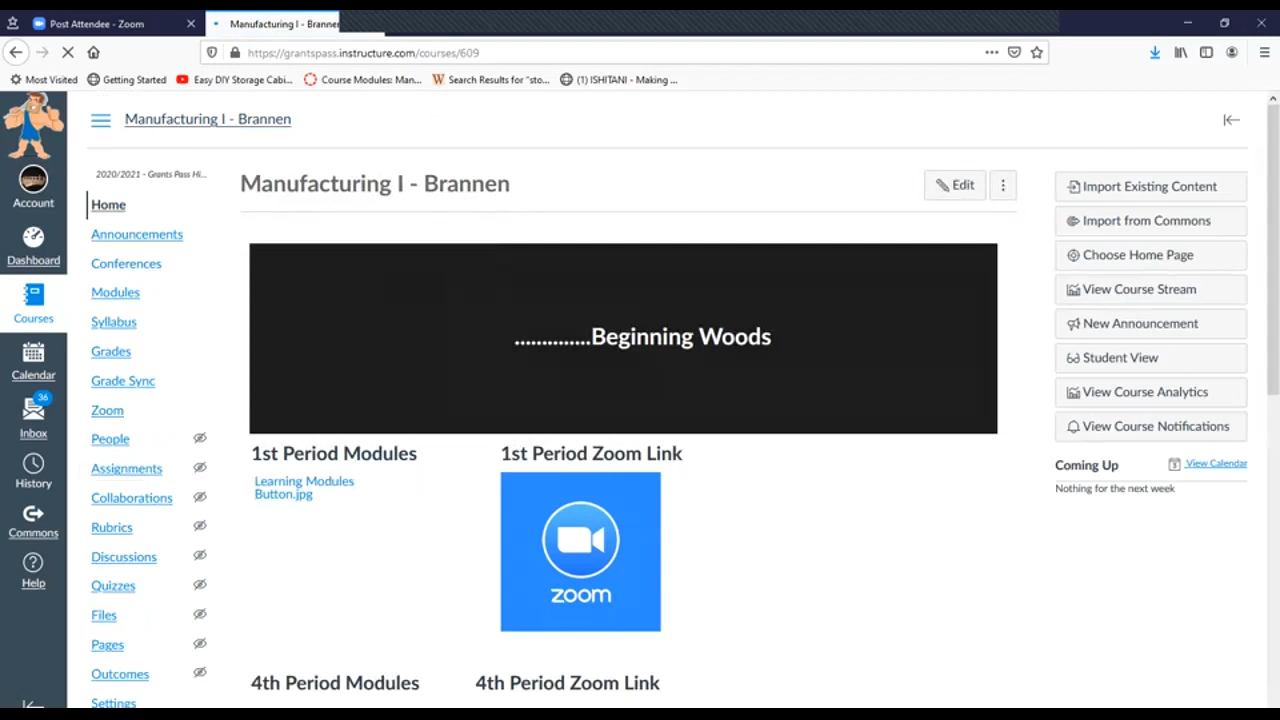 Post Attendee - Zoom
Manufacturing I - Branner
https://grantspass.instructure.com/courses/609
Most Visited
Getting Started
Easy DIY Storage Cabi...
Course Modules: Man...
Search Results for "sto...
(1) ISHITANI - Making ...
Manufacturing I - Brannen
Account
Dashboard
Courses
Calendar
36
Inbox
History
Commons
Help
2020/2021 - Grants Pass Hi...
Home
Announcements
Conferences
Modules
Syllabus
Grades
Grade Sync
Zoom
People
Assignments
Collaborations
Rubrics
Discussions
Quizzes
Files
Pages
Outcomes
Settings
Manufacturing I - Brannen
Edit
..............Beginning Woods
1st Period Modules
1st Period Zoom Link
Learning Modules
Button.jpg
zoom
4th Period Modules
4th Period Zoom Link
Import Existing Content
Import from Commons
Choose Home Page
View Course Stream
New Announcement
Student View
View Course Analytics
View Course Notifications
Coming Up
View Calendar
Nothing for the next week